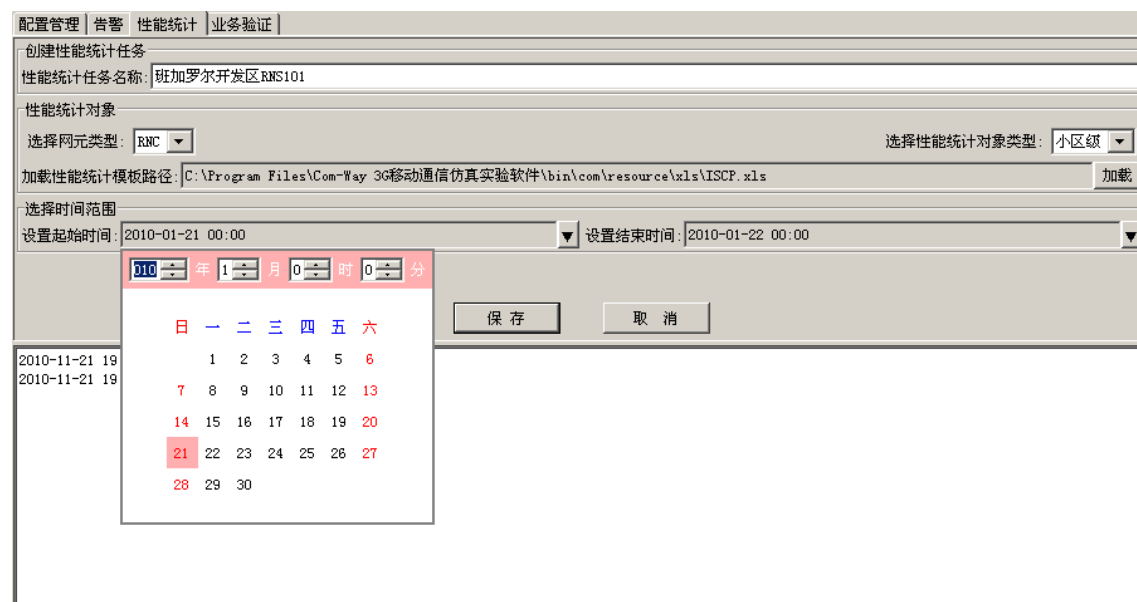 配置管理 告警 性能统计 业务验证
创建性能统计任务
性能统计任务名称: 班加罗尔开发区RNS101
性能统计对象
选择网元类型: RNC 选择性能统计对象类型: 小区级
加载性能统计模板路径: C:\Program Files\Com-Way 3G移动通信仿真实验软件\bin\com\resource\xls\ISCP.xls 加载
选择时间范围
设置起始时间: 2010-01-21 00:00 设置结束时间: 2010-01-22 00:00
010 年 1 月 0 时 0 分
保存 取消
日 一 二 三 四 五 六
2010-11-21 19 1 2 3 4 5 6
2010-11-21 19
7 8 9 10 11 12 13
14 15 16 17 18 19 20
21 22 23 24 25 26 27
28 29 30